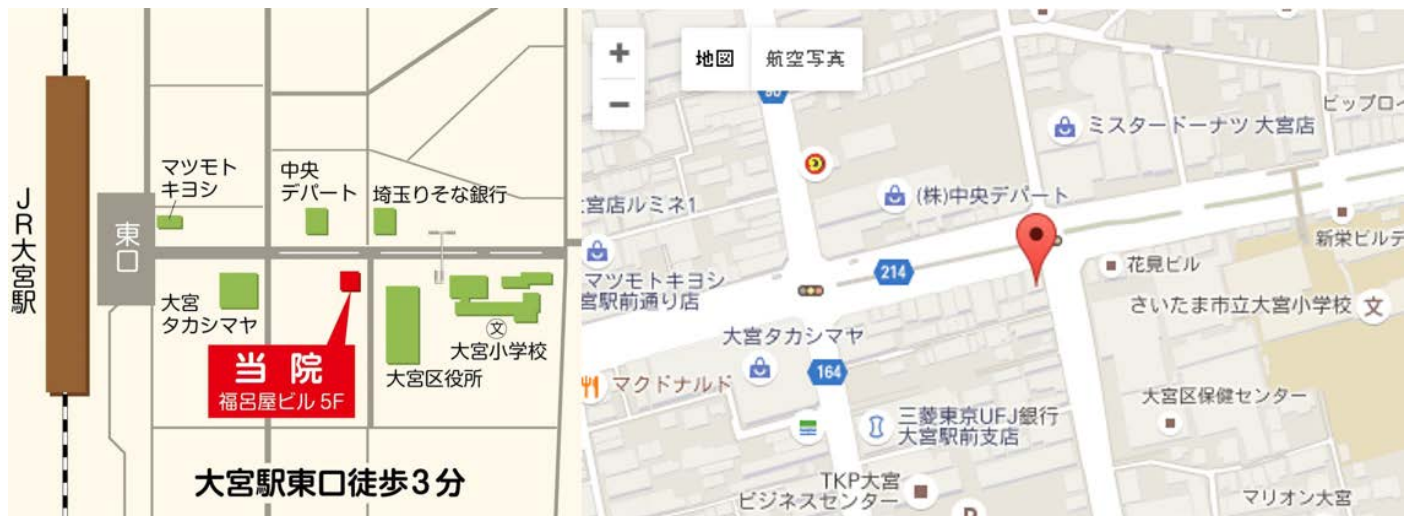 マツモト
キヨシ
中央
デパート
埼玉りそな銀行
JR大宮駅
東口
大宮
タカシマヤ
当院
福呂屋ビル5F
大宮区役所
文
大宮小学校
大宮駅東口徒歩3分
+
−
地図
航空写真
ミスタードーナツ 大宮店
ビップロイ
宮店ルミネ1
(株)中央デパート
マツモトキヨシ
宮駅前通り店
214
新栄ビルデ
花見ビル
さいたま市立大宮小学校
文
大宮タカシマヤ
マクドナルド
164
三菱東京UFJ銀行
大宮駅前支店
大宮区保健センター
TKP大宮
ビジネスセンター
マリオン大宮